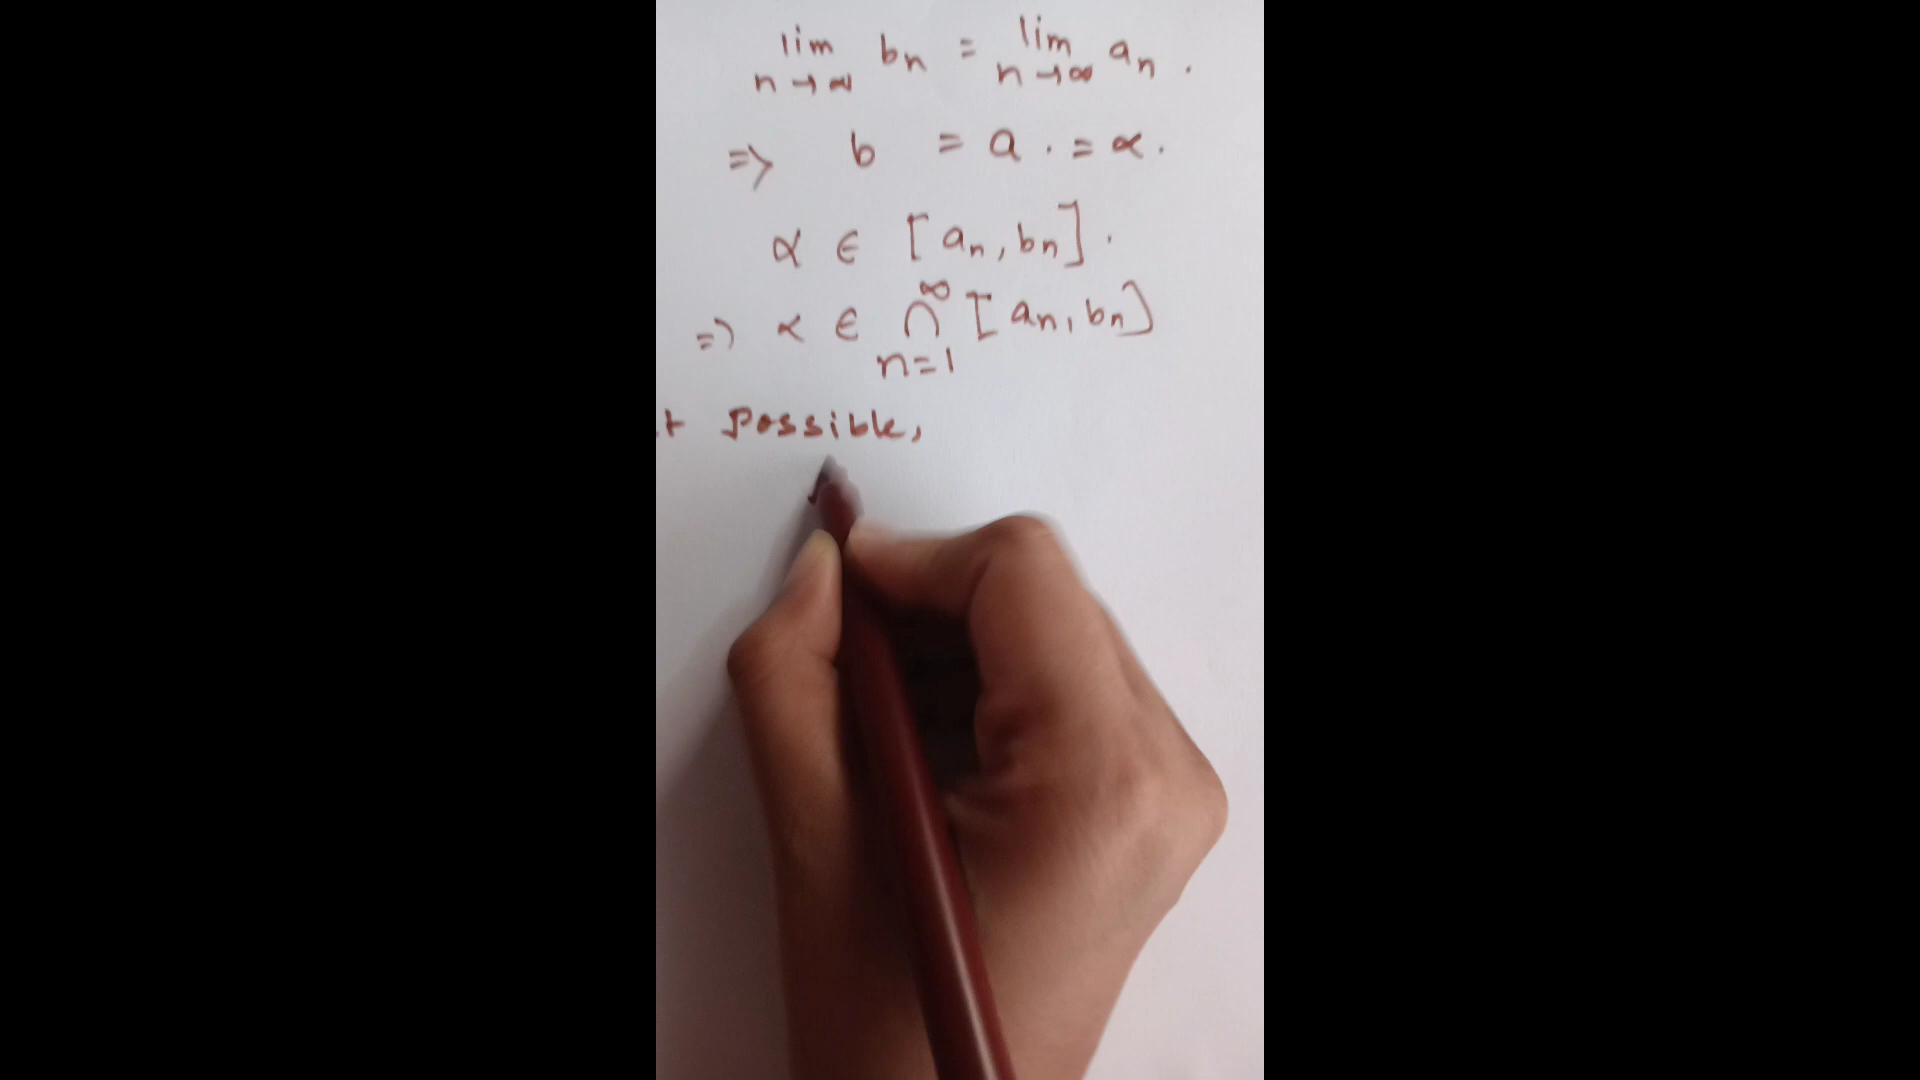 lim n→∞ bn = lim n→∞ an .
=> b = a . = α .
α ∈ [ an , bn ] .
=> α ∈ ∩ ∞ n=1 [ an , bn ]
possible,